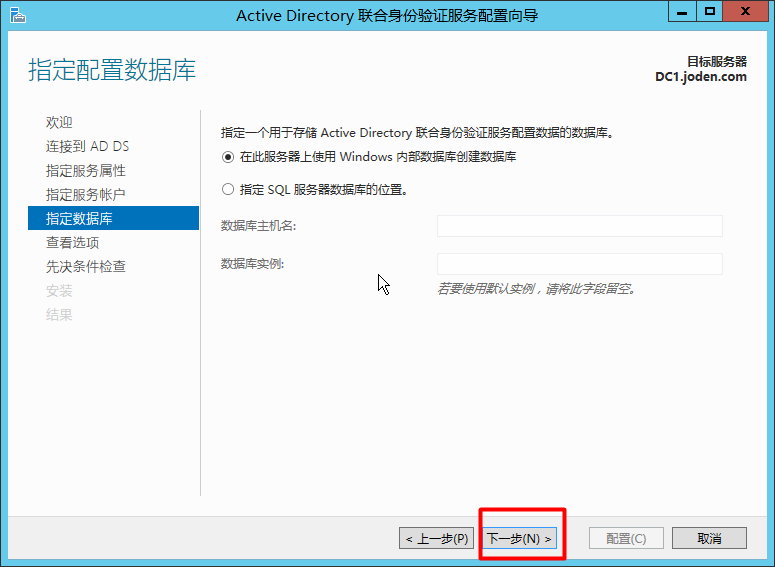 Active Directory 联合身份验证服务配置向导
指定配置数据库
目标服务器
DC1.joden.com
欢迎
连接到 AD DS
指定服务属性
指定服务帐户
指定数据库
查看选项
先决条件检查
安装
结果
指定一个用于存储 Active Directory 联合身份验证服务配置数据的数据库。
在此服务器上使用 Windows 内部数据库创建数据库
指定 SQL 服务器数据库的位置。
数据库主机名:
数据库实例:
若要使用默认实例，请将此字段留空。
< 上一步(P)
下一步(N) >
配置(C)
取消